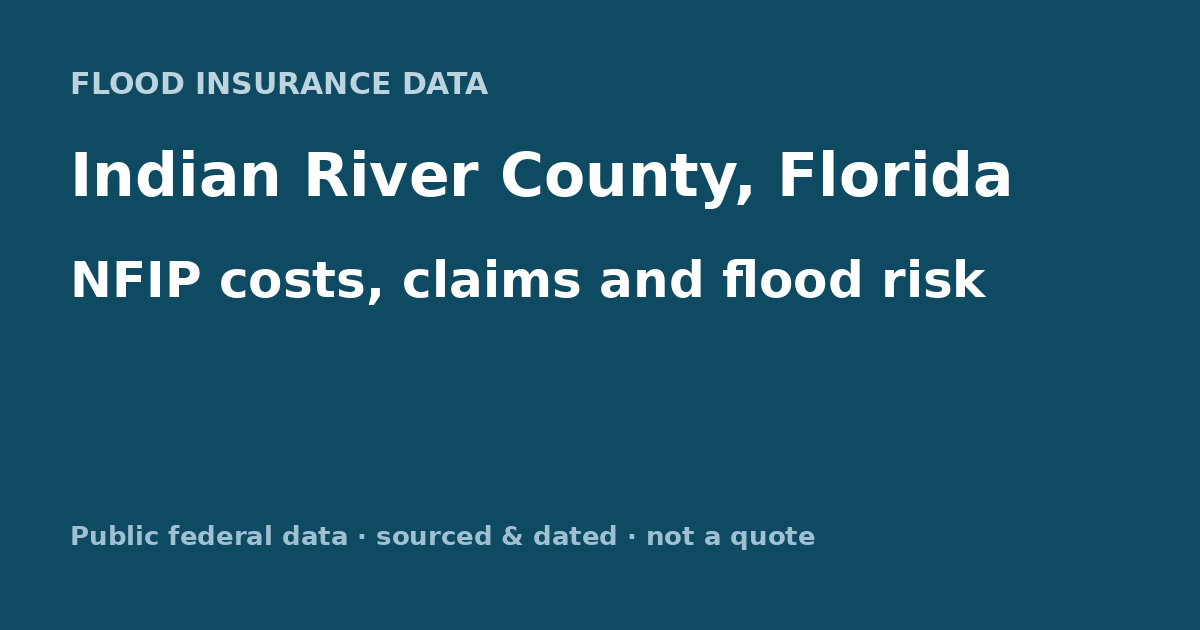 FLOOD INSURANCE DATA
Indian River County, Florida
NFIP costs, claims and flood risk
Public federal data · sourced & dated · not a quote